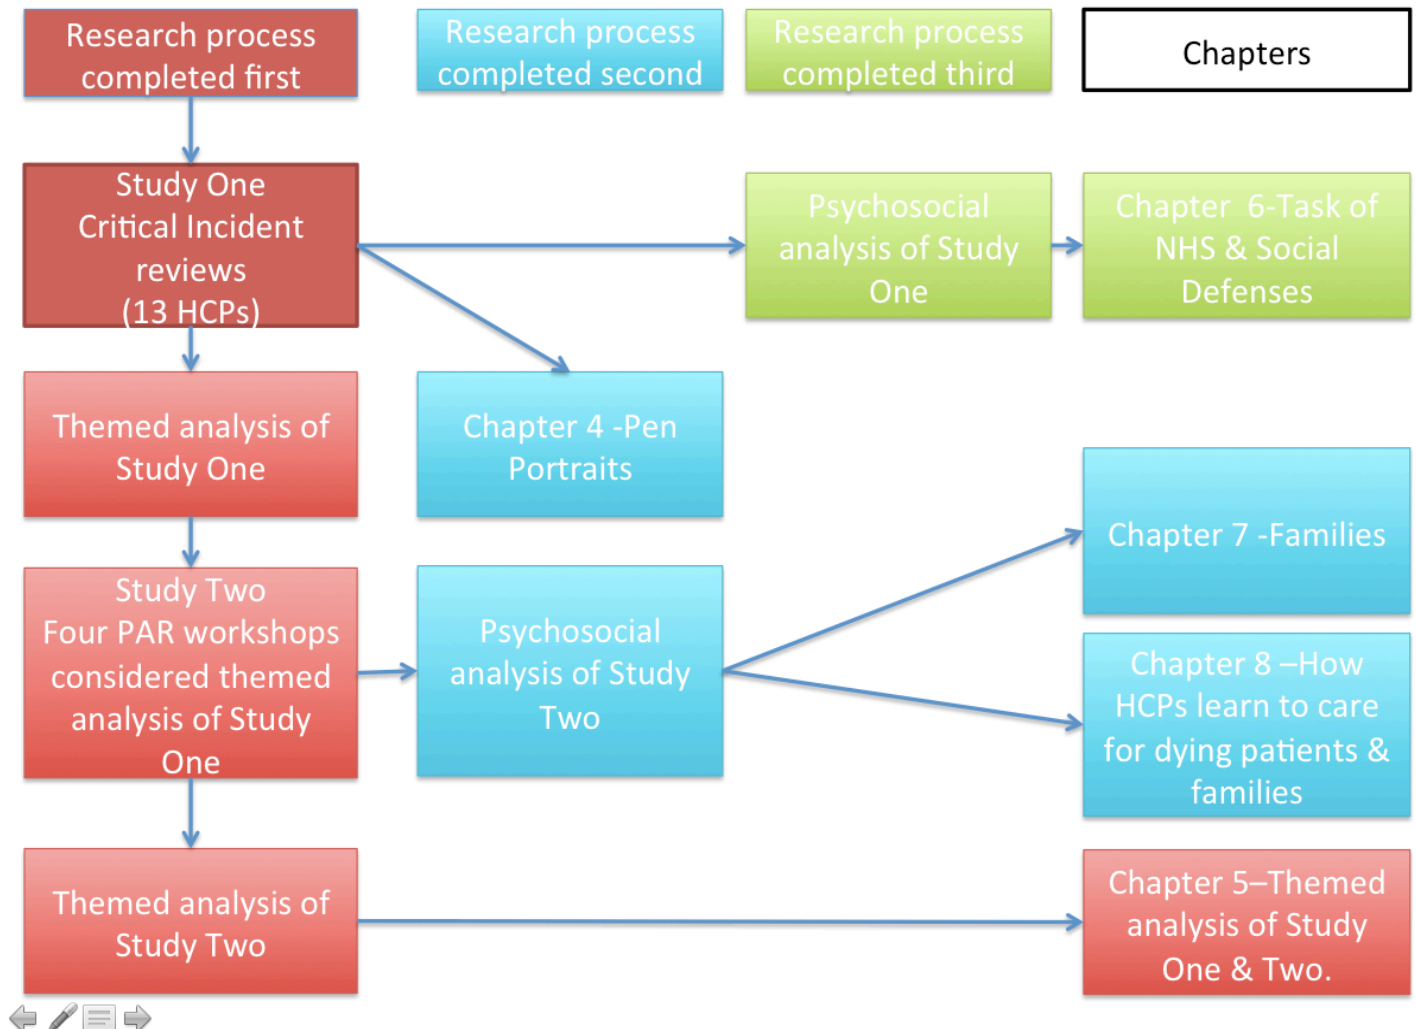 Research process
completed first
Research process
completed second
Research process
completed third
Chapters
Study One
Critical Incident
reviews
(13 HCPs)
Psychosocial
analysis of Study
One
Chapter  6-Task of
NHS & Social
Defenses
Themed analysis of
Study One
Chapter 4 -Pen
Portraits
Chapter 7 -Families
Study Two
Four PAR workshops
considered themed
analysis of Study
One
Psychosocial
analysis of Study
Two
Chapter 8 –How
HCPs learn to care
for dying patients &
families
Themed analysis of
Study Two
Chapter 5–Themed
analysis of Study
One & Two.